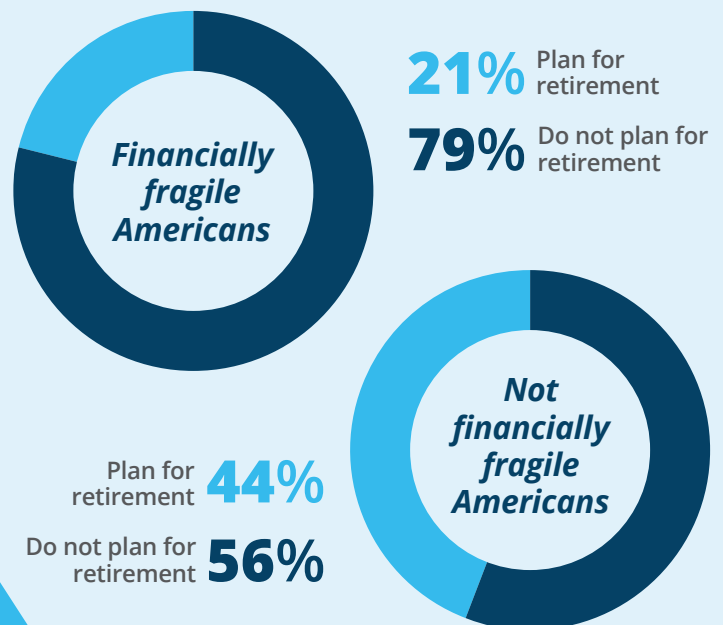 Financially
fragile
Americans
21% Plan for
retirement
79% Do not plan for
retirement
Not
financially
fragile
Americans
Plan for
retirement 44%
Do not plan for
retirement 56%